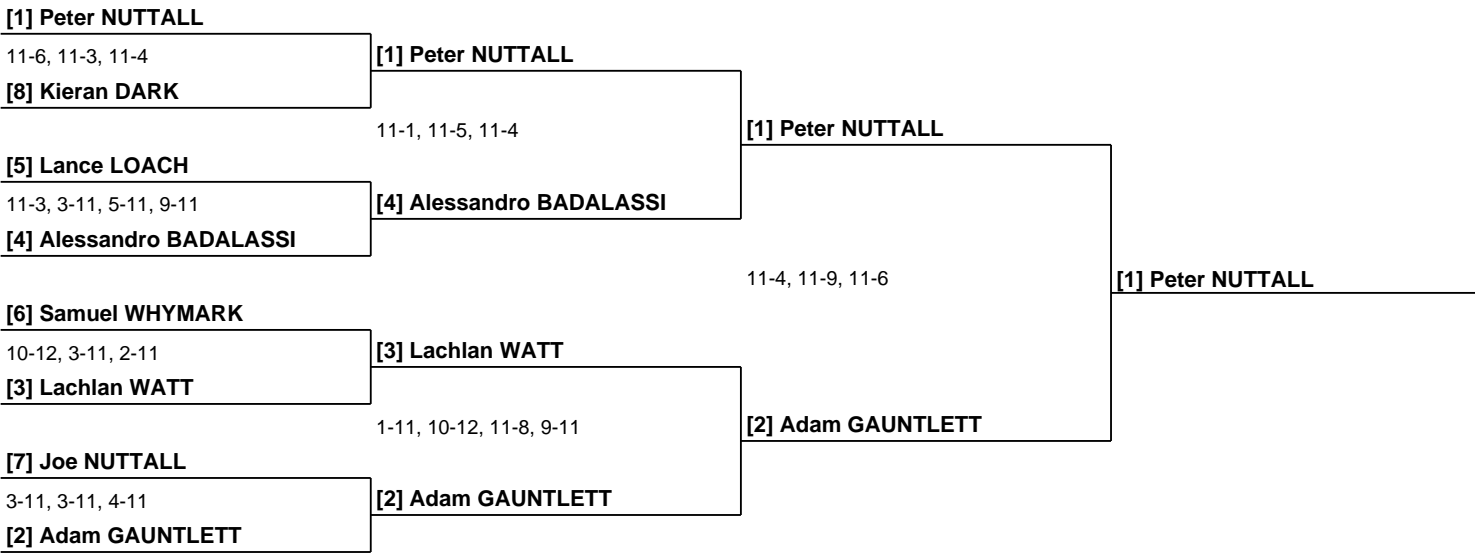 [1] Peter NUTTALL
11-6, 11-3, 11-4
[1] Peter NUTTALL
[8] Kieran DARK
11-1, 11-5, 11-4
[1] Peter NUTTALL
[5] Lance LOACH
11-3, 3-11, 5-11, 9-11
[4] Alessandro BADALASSI
[4] Alessandro BADALASSI
11-4, 11-9, 11-6
[1] Peter NUTTALL
[6] Samuel WHYMARK
10-12, 3-11, 2-11
[3] Lachlan WATT
[3] Lachlan WATT
1-11, 10-12, 11-8, 9-11
[2] Adam GAUNTLETT
[7] Joe NUTTALL
3-11, 3-11, 4-11
[2] Adam GAUNTLETT
[2] Adam GAUNTLETT